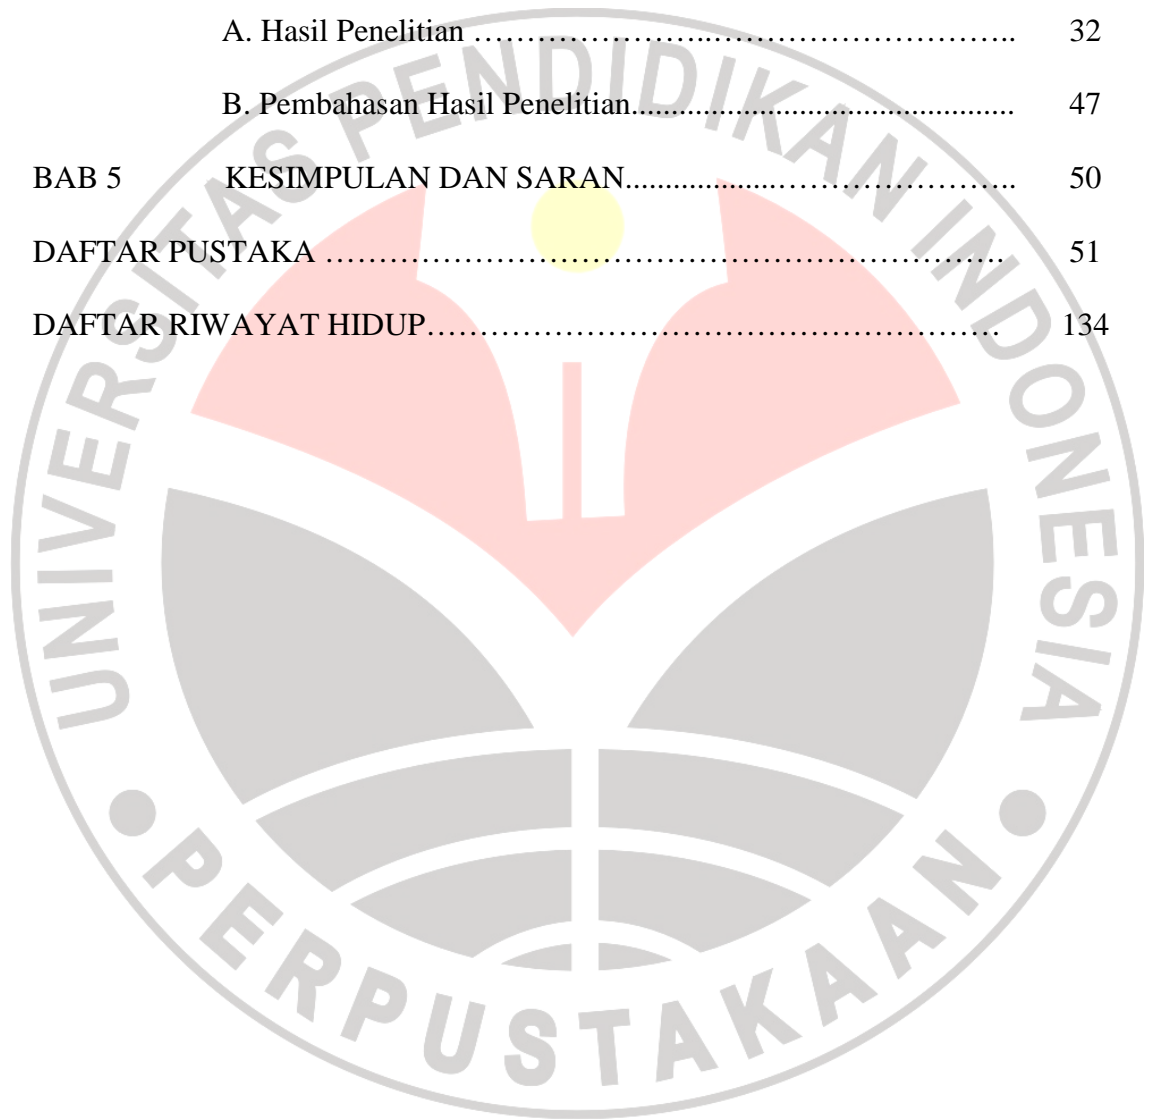 A. Hasil Penelitian …………………..…………………………….. 32
B. Pembahasan Hasil Penelitian............................................... 47
BAB 5 KESIMPULAN DAN SARAN...................…………………….. 50
DAFTAR PUSTAKA …………………………………………………………. 51
DAFTAR RIWAYAT HIDUP……………………………………………… 134
UNIVERSITAS PENDIDIKAN INDONESIA
PERPUSTAKAAN